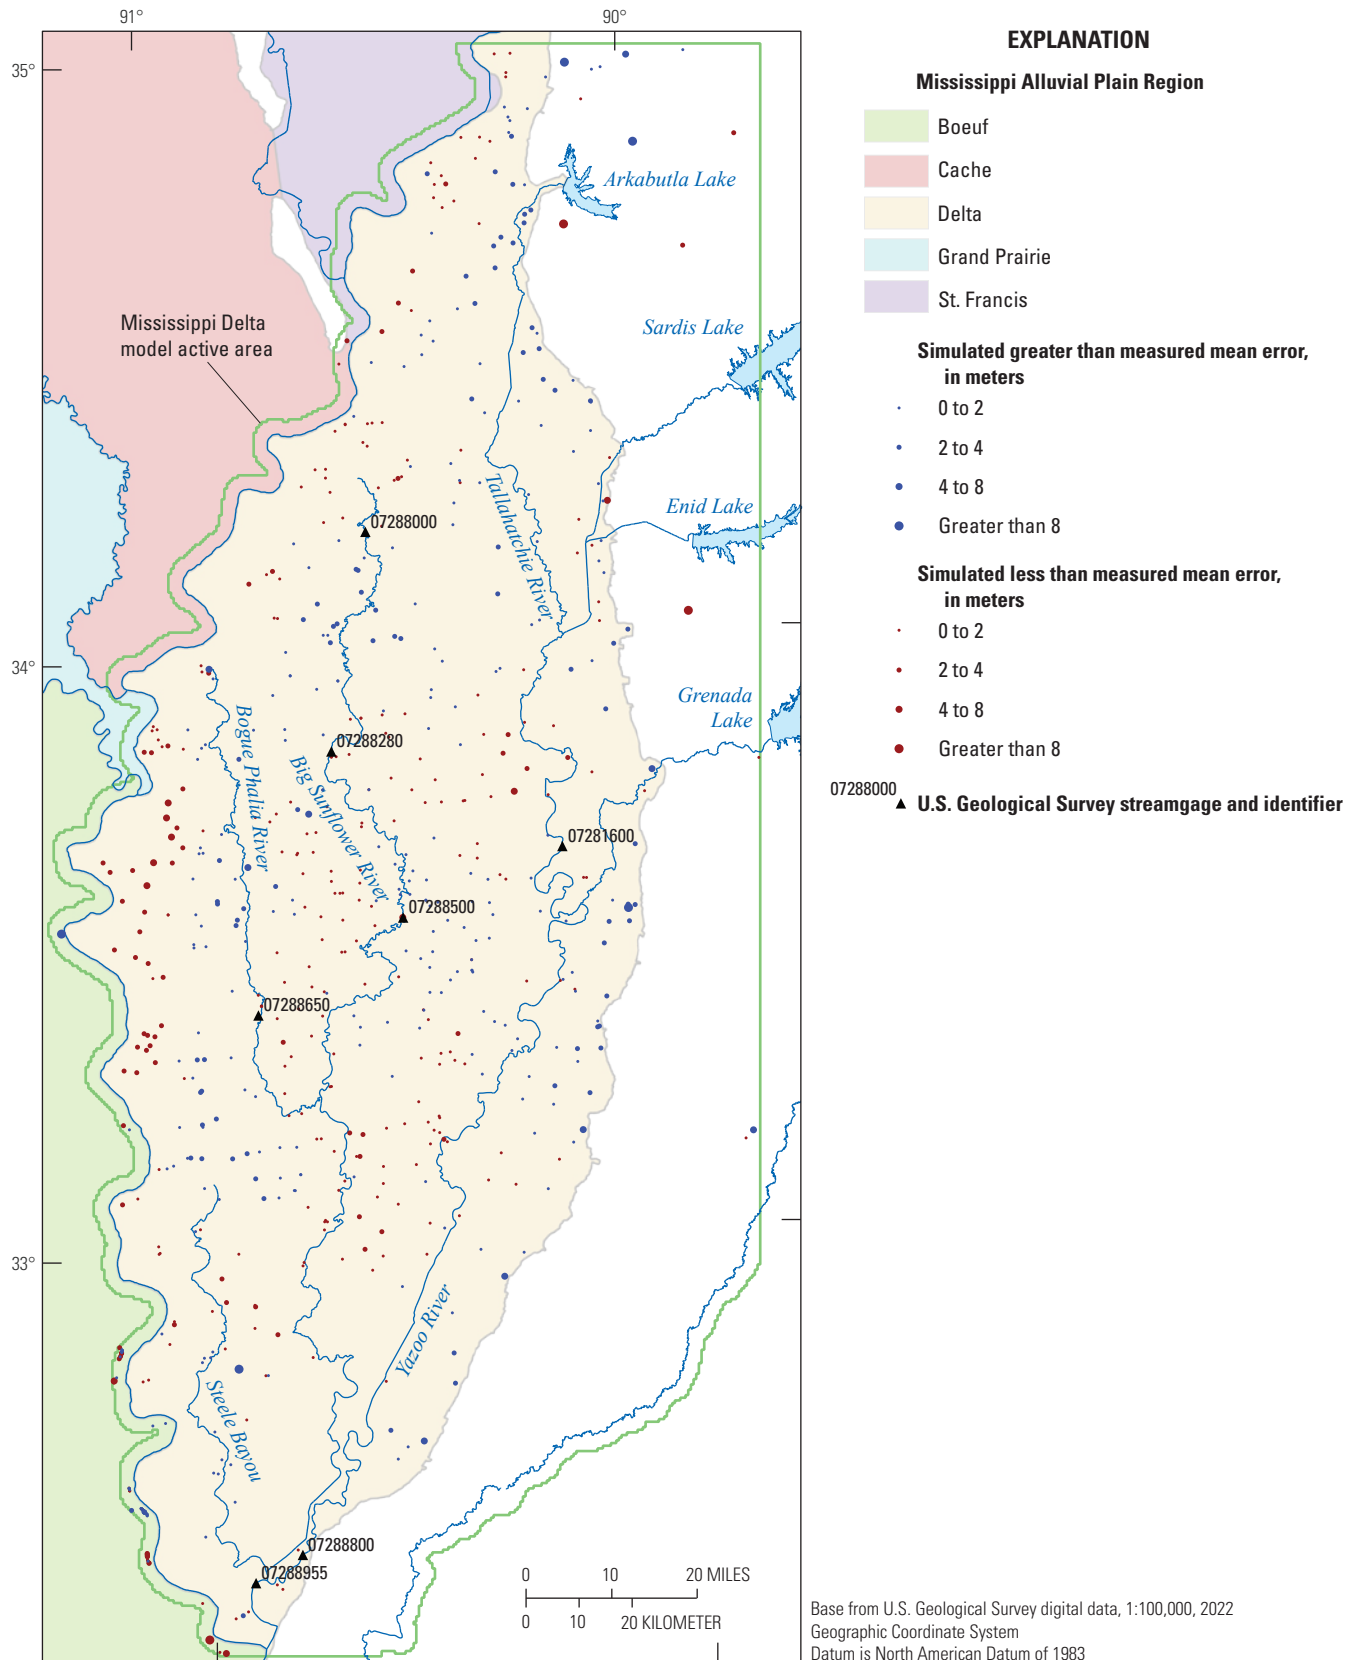 91°
90°
35°
34°
33°
Arkabutla Lake
Sardis Lake
Enid Lake
Grenada
Lake
Mississippi Delta
model active area
Tallahatchie River
Bogue Phalia River
Big Sunflower River
Yazoo River
Steele Bayou
07288000
07288280
07281600
07288500
07288650
07288800
07288955
0 10 20 MILES
0 10 20 KILOMETER
EXPLANATION
Mississippi Alluvial Plain Region
Boeuf
Cache
Delta
Grand Prairie
St. Francis
Simulated greater than measured mean error,
in meters
0 to 2
2 to 4
4 to 8
Greater than 8
Simulated less than measured mean error,
in meters
0 to 2
2 to 4
4 to 8
Greater than 8
07288000
U.S. Geological Survey streamgage and identifier
Base from U.S. Geological Survey digital data, 1:100,000, 2022
Geographic Coordinate System
Datum is North American Datum of 1983